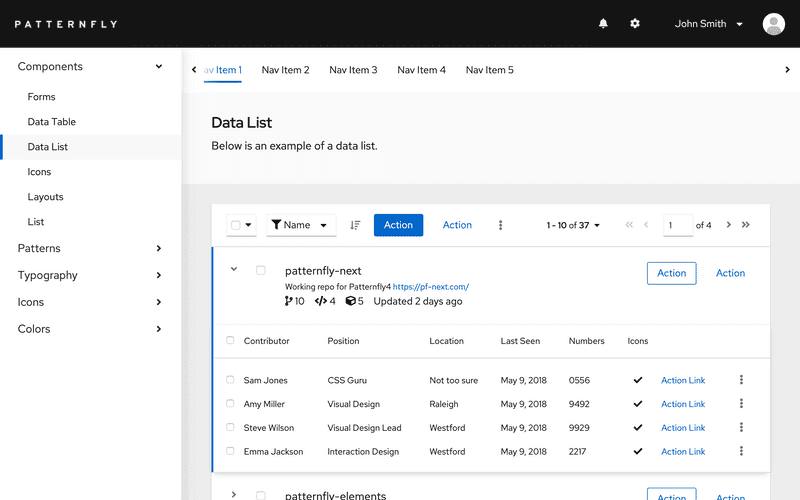 PATTERNFLY
John Smith
Components
Forms
Data Table
Data List
Icons
Layouts
List
Patterns
Typography
Icons
Colors
av Item 1 Nav Item 2 Nav Item 3 Nav Item 4 Nav Item 5
Data List
Below is an example of a data list.
Name Action Action 1 - 10 of 37 1 of 4
patternfly-next Action Action
Working repo for Patternfly4 https://pf-next.com/
10 4 5 Updated 2 days ago
Contributor Position Location Last Seen Numbers Icons
Sam Jones CSS Guru Not too sure May 9, 2018 0556 Action Link
Amy Miller Visual Design Raleigh May 9, 2018 9492 Action Link
Steve Wilson Visual Design Lead Westford May 9, 2018 9929 Action Link
Emma Jackson Interaction Design Westford May 9, 2018 2217 Action Link
patternfly-elements Action Action